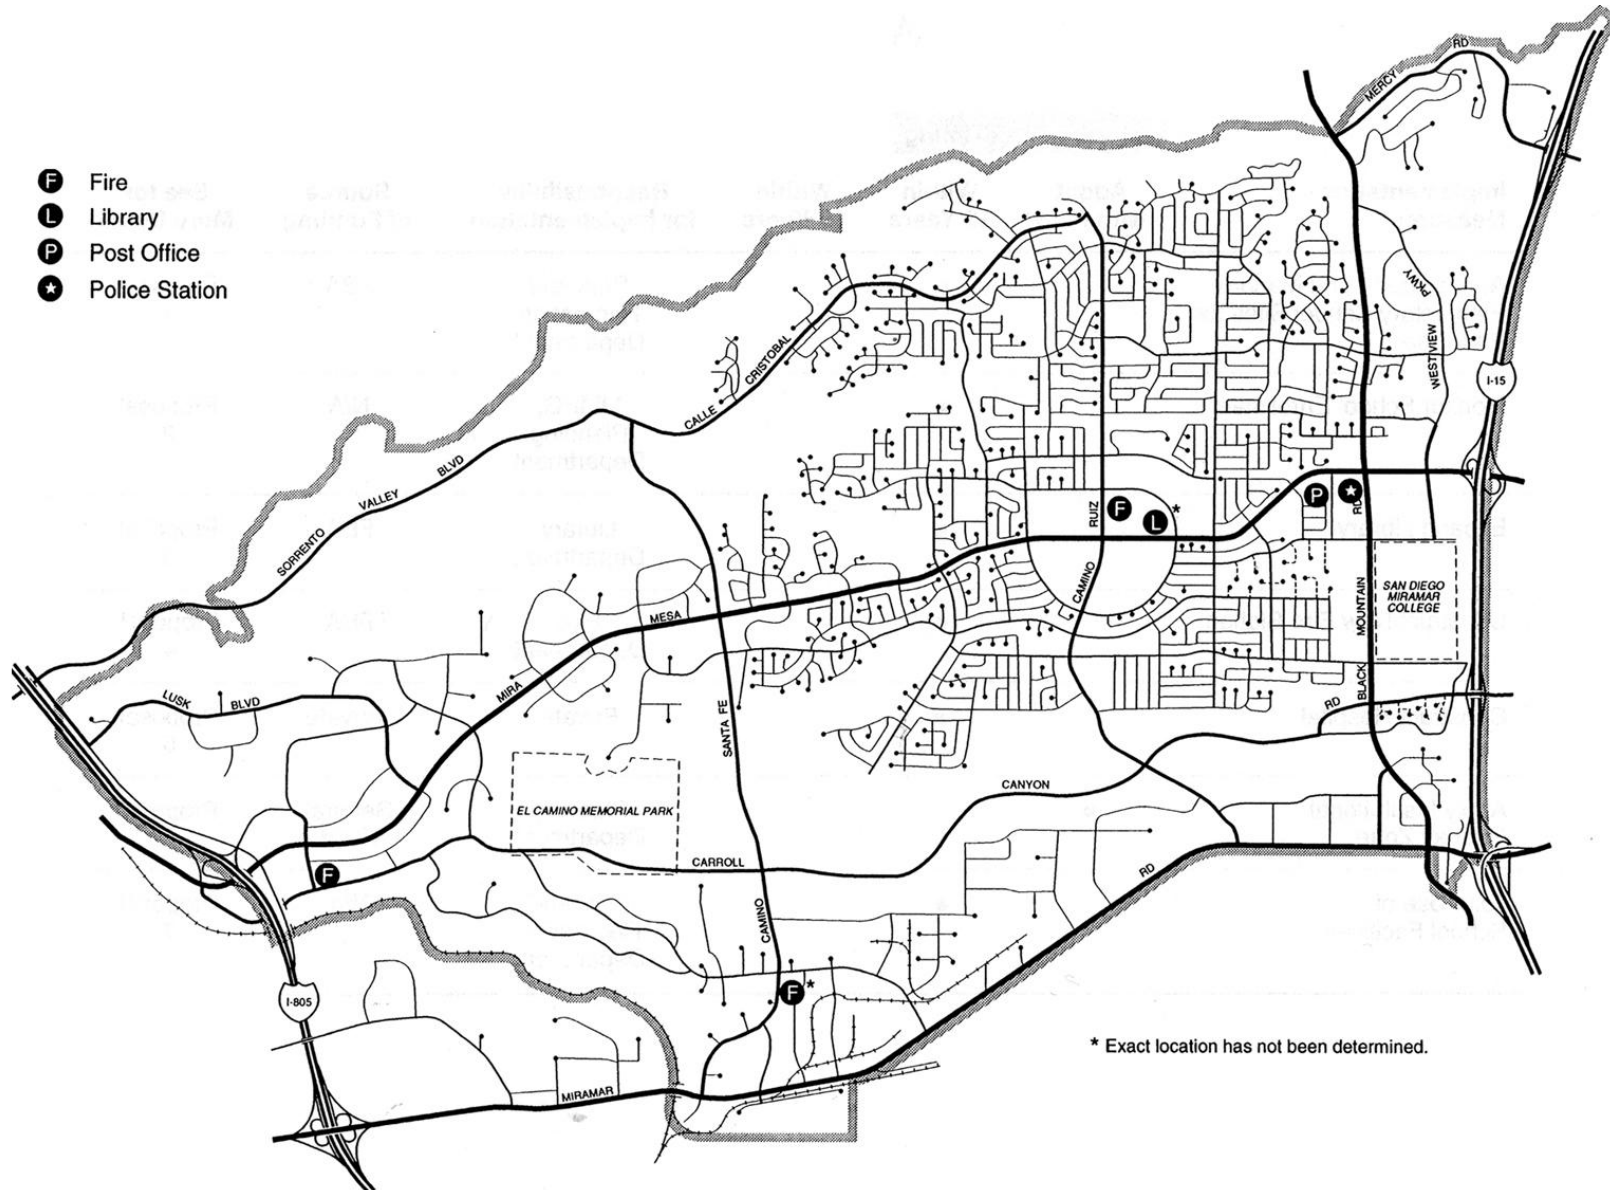 F Fire
L Library
P Post Office
Police Station
MERCY RD
WESTVIEW PKWY
I-15
CALLE CRISTOBAL
SORRENTO VALLEY BLVD
P
RD
F
L *
RUIZ
CAMINO
SAN DIEGO
MIRAMAR
COLLEGE
BLACK MOUNTAIN
MIRA MESA
LUSK BLVD
SANTA FE
RD
CANYON
EL CAMINO MEMORIAL PARK
CARROLL
F
RD
CAMINO
F *
I-805
* Exact location has not been determined.
MIRAMAR